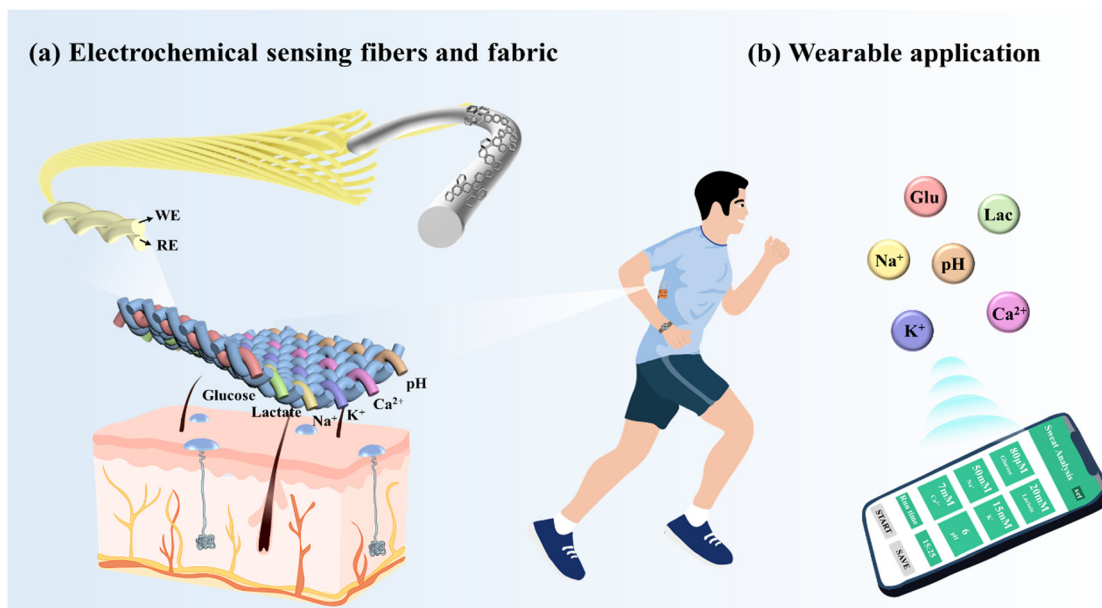 (a) Electrochemical sensing fibers and fabric
WE
RE
Glucose
Lactate
Na⁺
K⁺
Ca²⁺
pH
(b) Wearable application
Glu
Lac
Na⁺
pH
Ca²⁺
K⁺
Sweat Analysis
80μM
Glucose
20mM
Lactate
50mM
Na⁺
15mM
K⁺
7mM
Ca²⁺
6
pH
Run time
15:25
START
SAVE